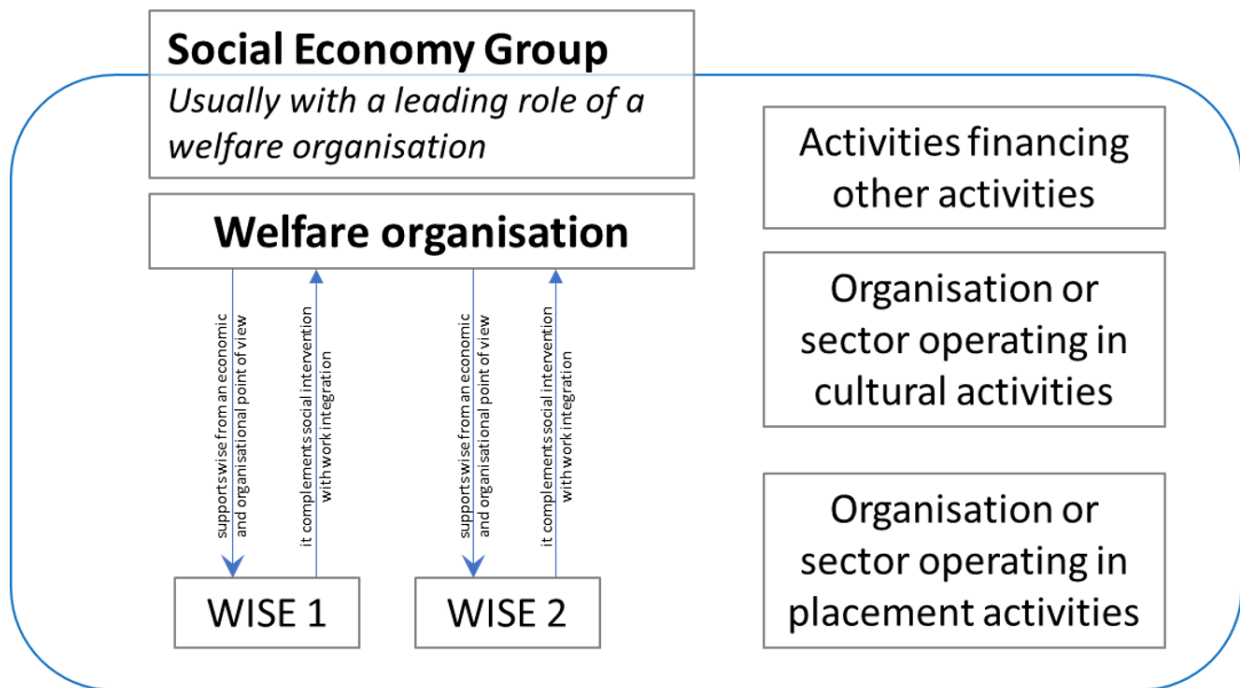 Social Economy Group
Usually with a leading role of a
welfare organisation
Welfare organisation
supports wise from an economic
and organisational point of view
it complements social intervention
with work integration
supports wise from an economic
and organisational point of view
it complements social intervention
with work integration
WISE 1
WISE 2
Activities financing
other activities
Organisation or
sector operating in
cultural activities
Organisation or
sector operating in
placement activities